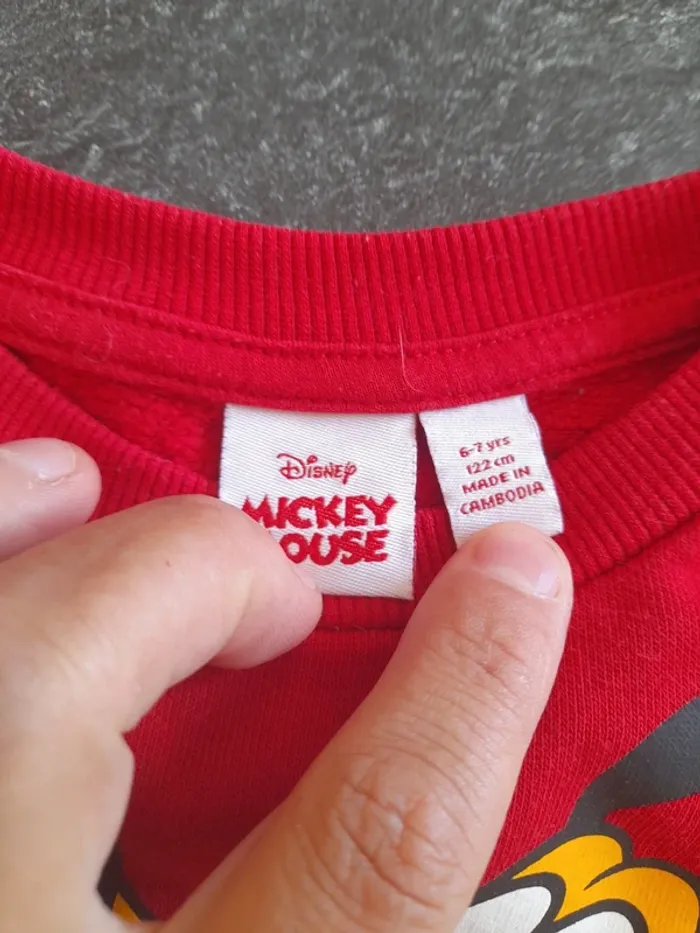 Disney
MICKEY
OUSE
6-7 yrs
122 cm
MADE IN
CAMBODIA